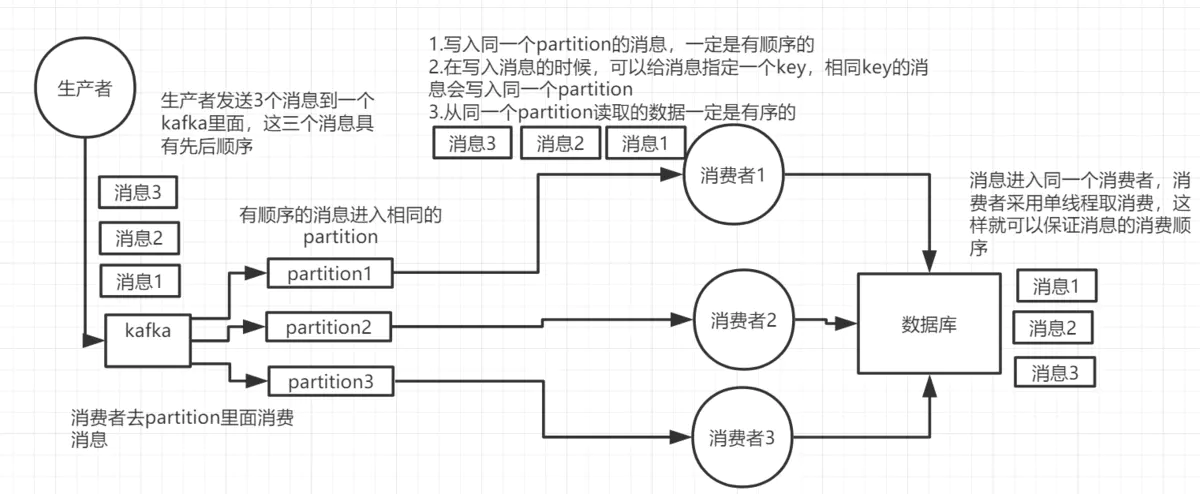 生产者
生产者发送3个消息到一个
kafka里面，这三个消息具
有先后顺序
消息3
消息2
消息1
kafka
消费者去partition里面消费
消息
有顺序的消息进入相同的
partition
partition1
partition2
partition3
1.写入同一个partition的消息，一定是有顺序的
2.在写入消息的时候，可以给消息指定一个key，相同key的消
息会写入同一个partition
3.从同一个partition读取的数据一定是有序的
消息3
消息2
消息1
消费者1
消费者2
消费者3
消息进入同一个消费者，消
费者采用单线程取消费，这
样就可以保证消息的消费顺
序
数据库
消息1
消息2
消息3